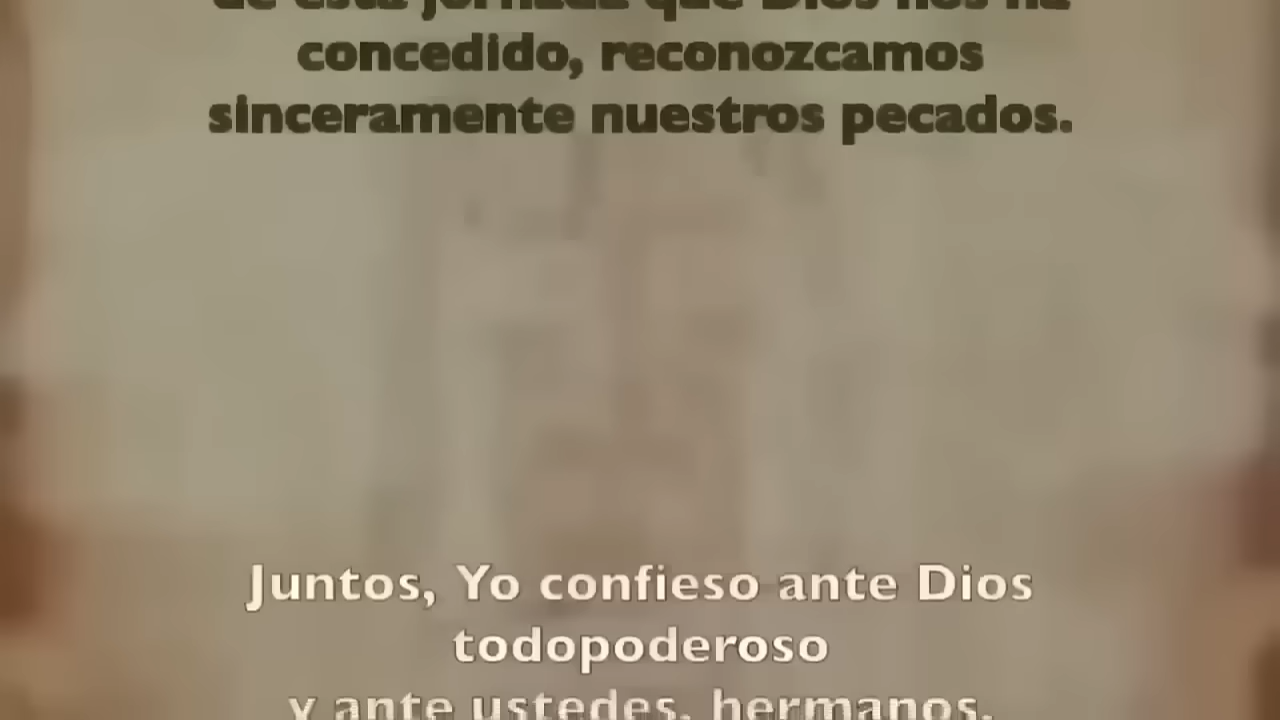 de esta jornada que Dios nos ha
concedido, reconozcamos
sinceramente nuestros pecados.
Juntos, Yo confieso ante Dios
todopoderoso
y ante ustedes, hermanos,